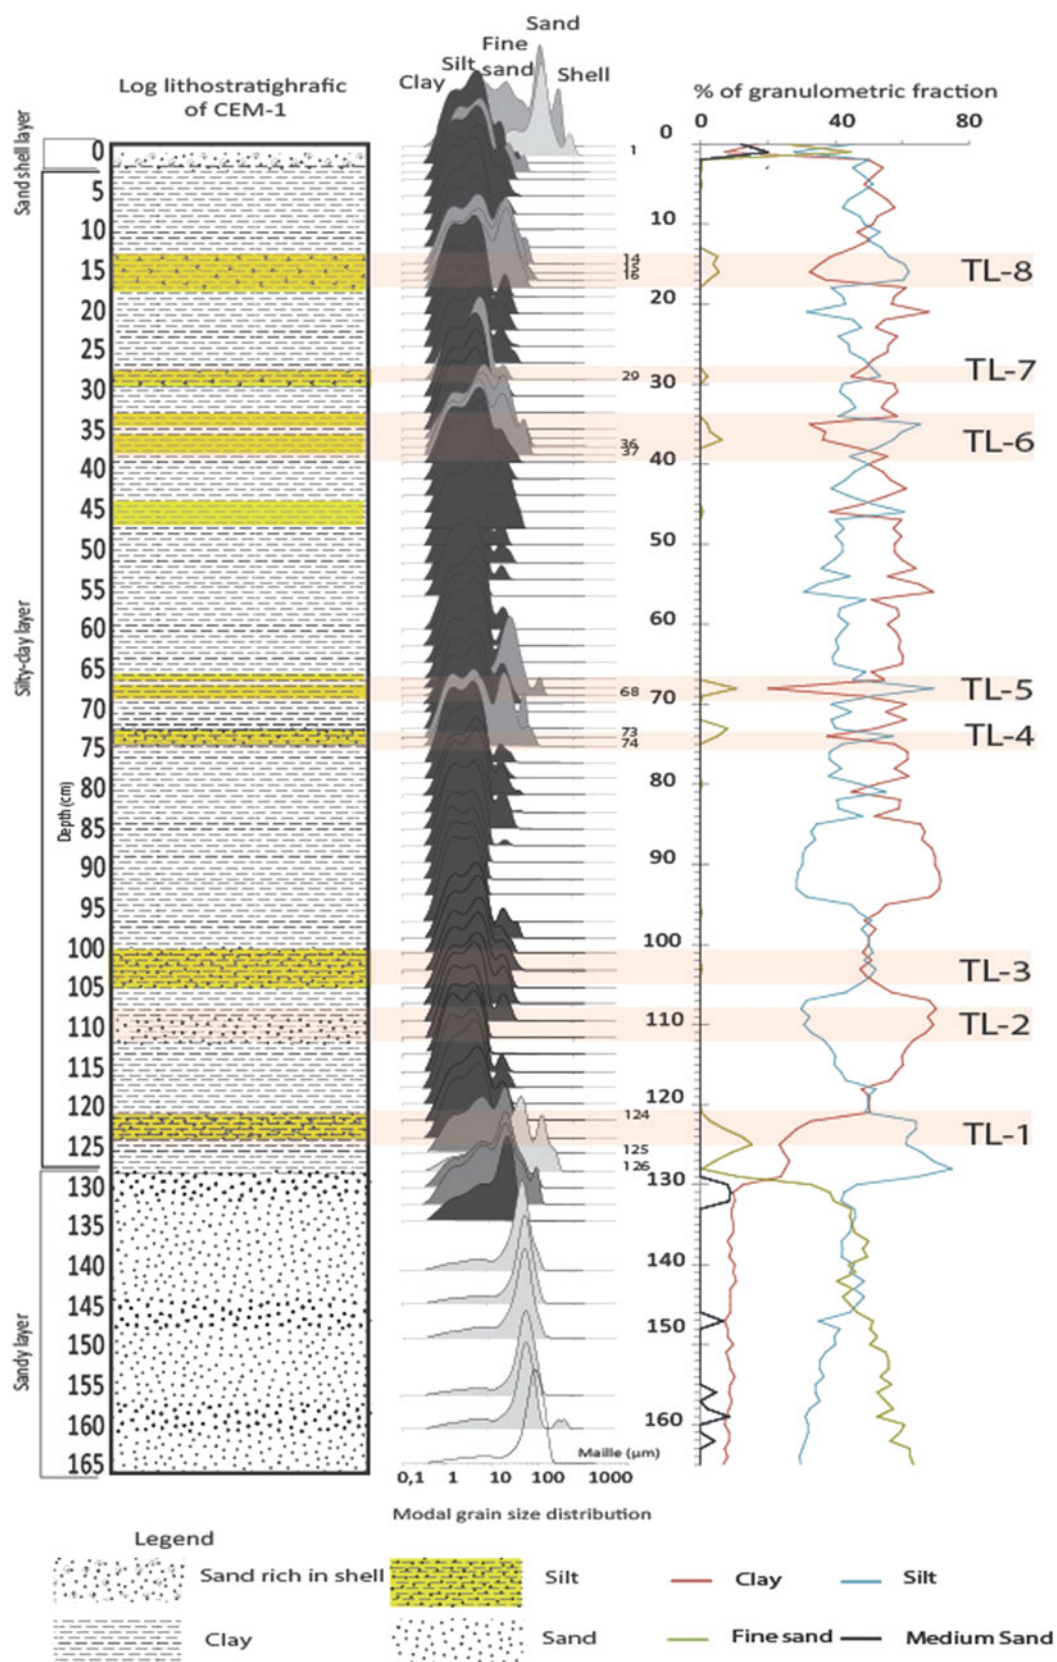 Sand
Fine
sand
Silt
Clay
Shell
Log lithostratighrafic
of CEM-1
% of granulometric fraction
0 40 80
Sand shell layer
Silty-day layer
Sandy layer
Depth (cm)
0
5
10
15
20
25
30
35
40
45
50
55
60
65
70
75
80
85
90
95
100
105
110
115
120
125
130
135
140
145
150
155
160
165
1
14
15
16
29
36
37
68
73
74
124
125
126
0
10
20
30
40
50
60
70
80
90
100
110
120
130
140
150
160
TL-8
TL-7
TL-6
TL-5
TL-4
TL-3
TL-2
TL-1
Maille (µm)
0,1 1 10 100 1000
Modal grain size distribution
Legend
Sand rich in shell
Silt
Clay
Silt
Clay
Sand
Fine sand
Medium Sand